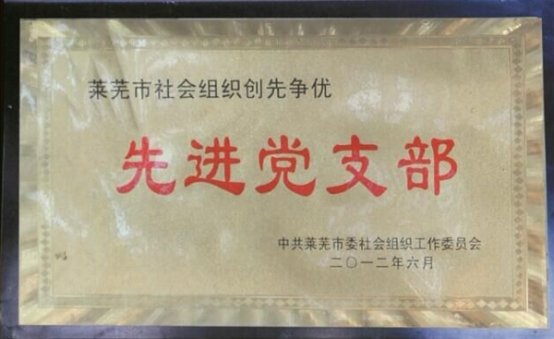 莱芜市社会组织创先争优
先进党支部
中共莱芜市委社会组织工作委员会
二〇一二年六月